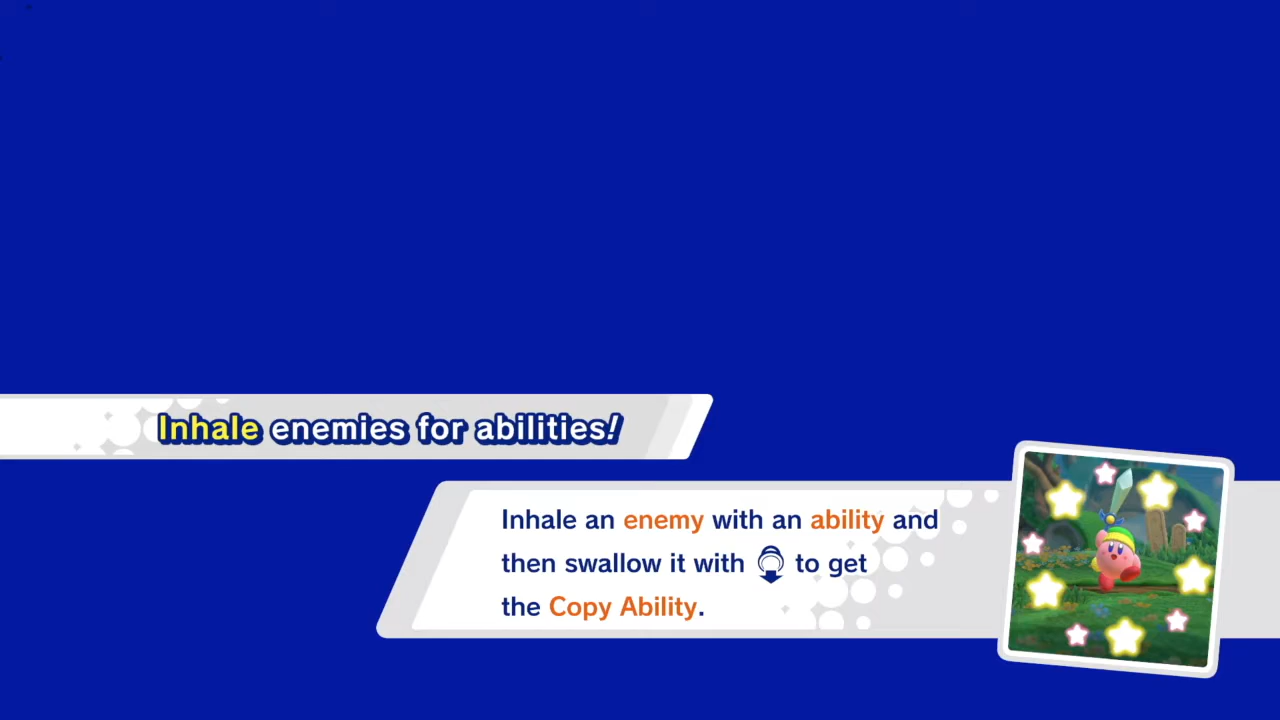 Inhale enemies for abilities!
Inhale an enemy with an ability and
then swallow it with to get
the Copy Ability.